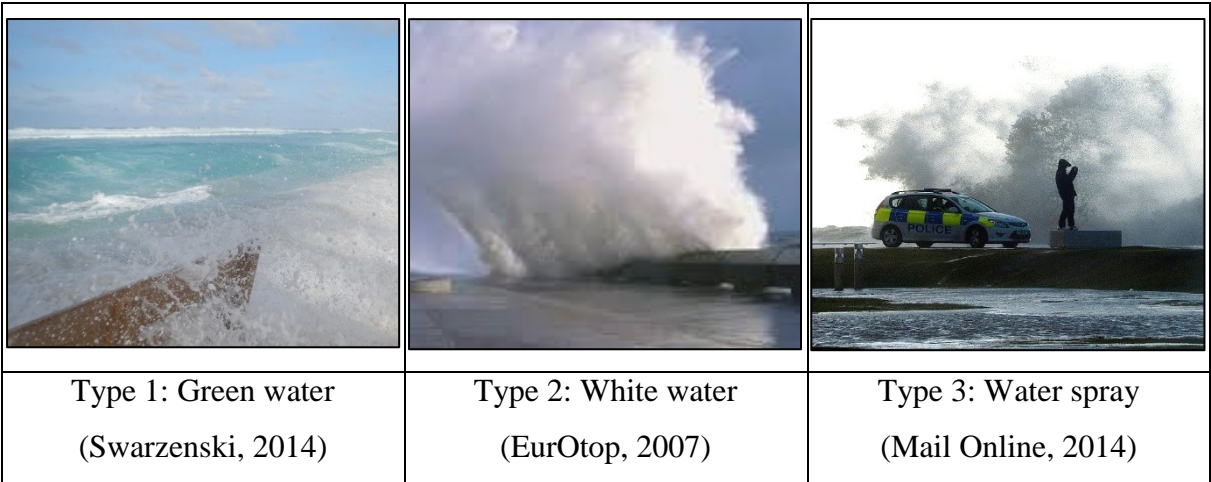 POLICE
Type 1: Green water
(Swarzenski, 2014)
Type 2: White water
(EurOtop, 2007)
Type 3: Water spray
(Mail Online, 2014)